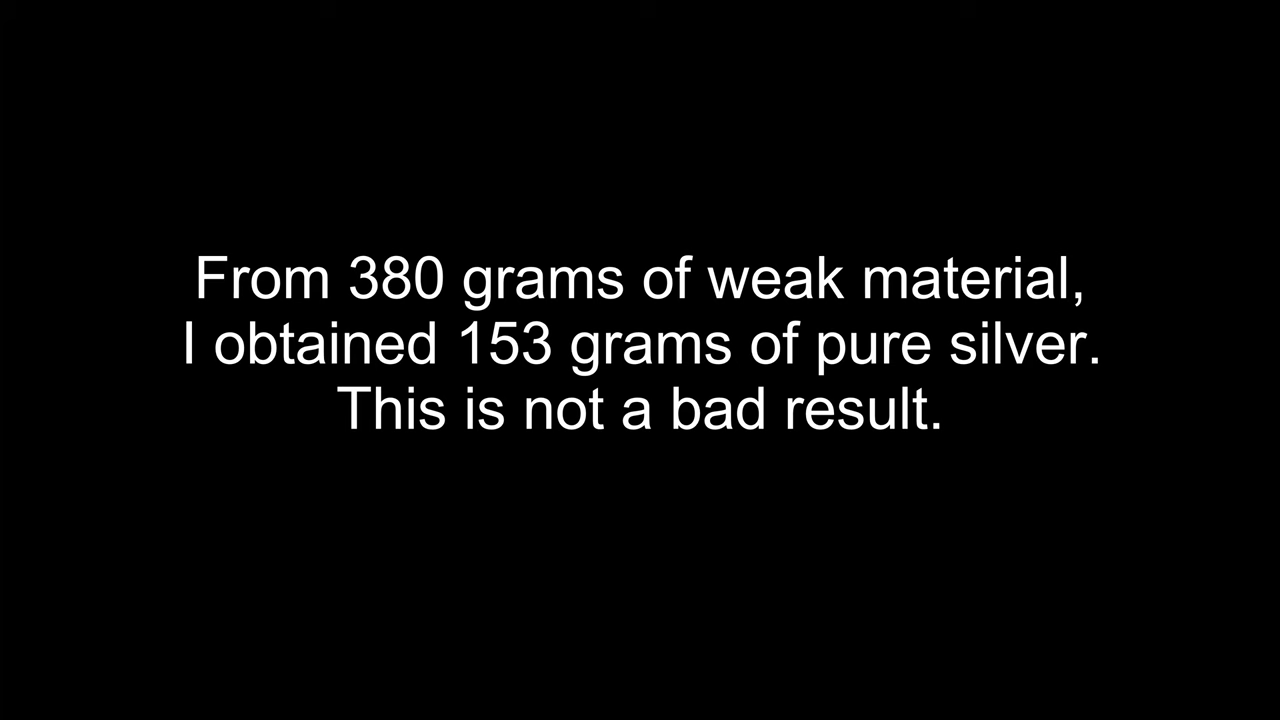 From 380 grams of weak material,
I obtained 153 grams of pure silver.
This is not a bad result.